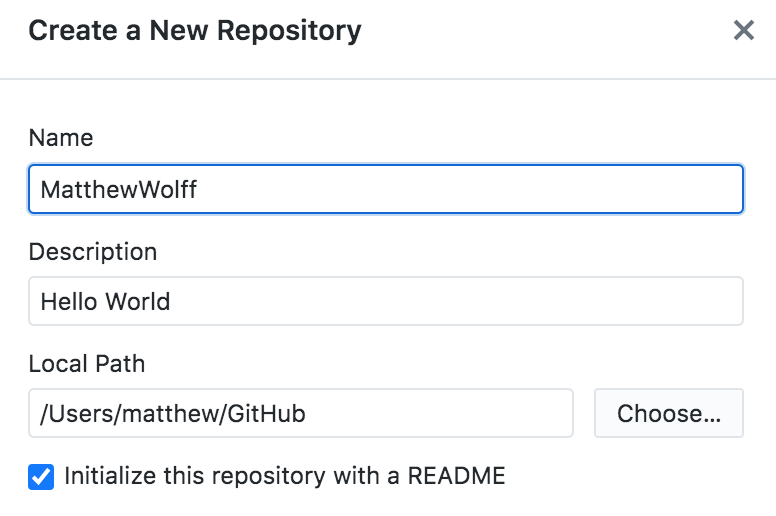 Create a New Repository
Name
MatthewWolff
Description
Hello World
Local Path
/Users/matthew/GitHub
Choose...
Initialize this repository with a README